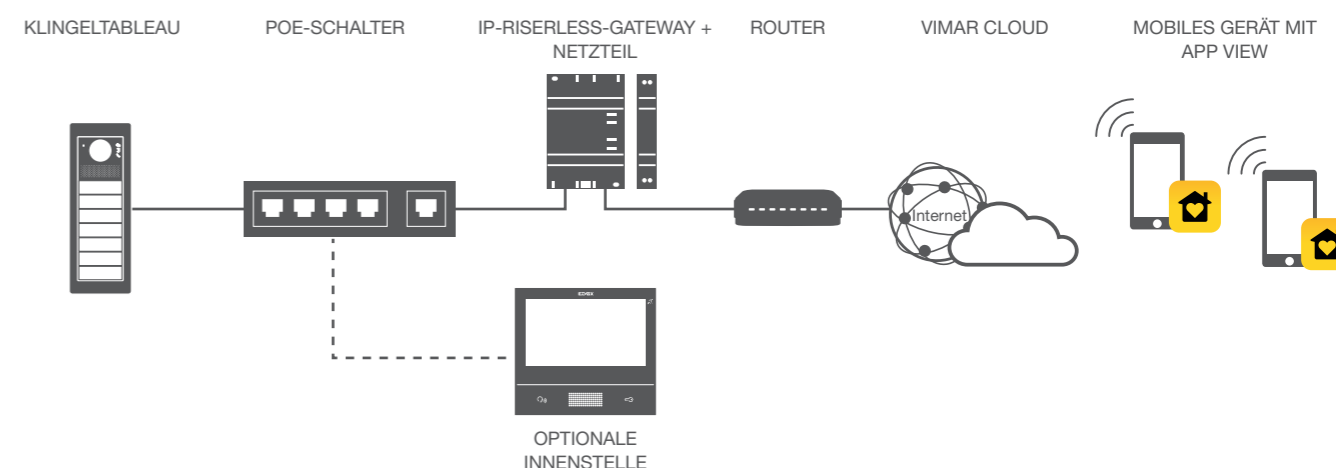 KLINGELTABLEAU
POE-SCHALTER
IP-RISERLESS-GATEWAY +
NETZTEIL
ROUTER
VIMAR CLOUD
MOBILES GERÄT MIT
APP VIEW
Internet
OPTIONALE
INNENSTELLE